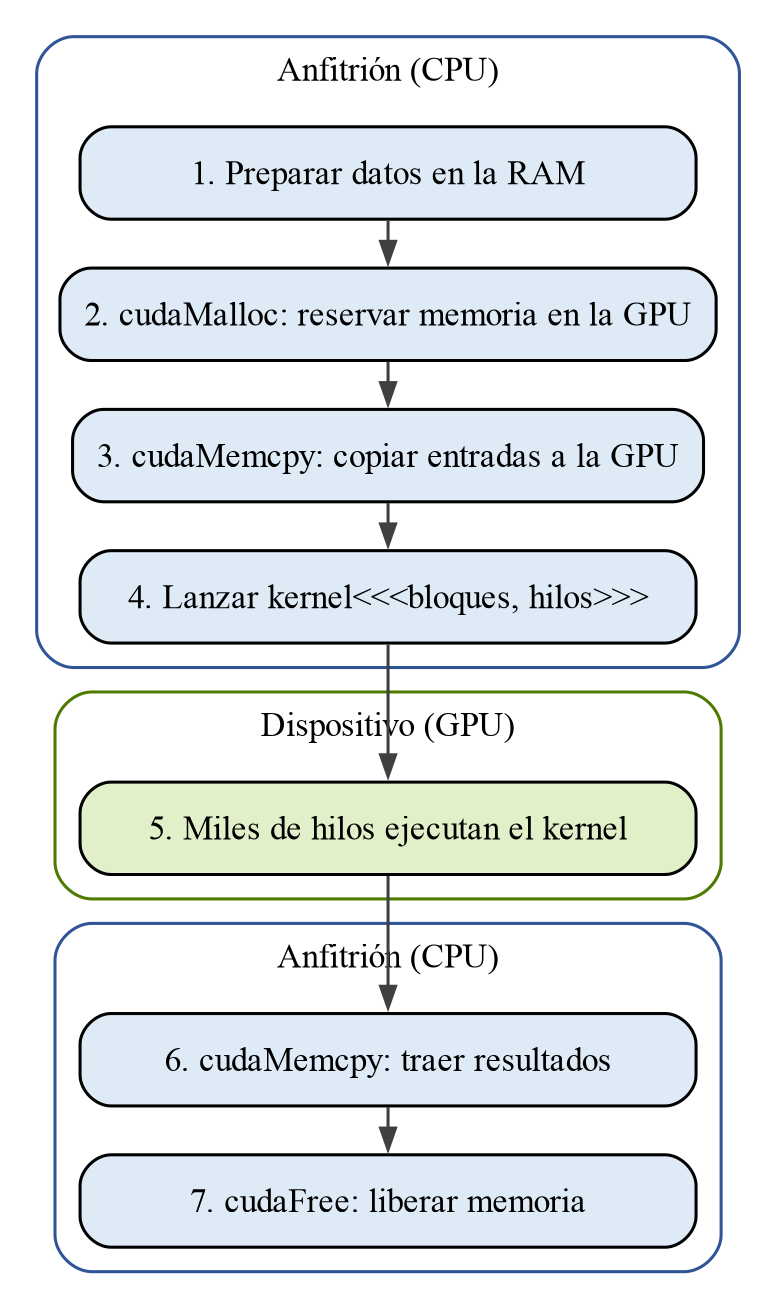 Anfitrión (CPU)
1. Preparar datos en la RAM
2. cudaMalloc: reservar memoria en la GPU
3. cudaMemcpy: copiar entradas a la GPU
4. Lanzar kernel<<<bloques, hilos>>>
Dispositivo (GPU)
5. Miles de hilos ejecutan el kernel
Anfitrión (CPU)
6. cudaMemcpy: traer resultados
7. cudaFree: liberar memoria